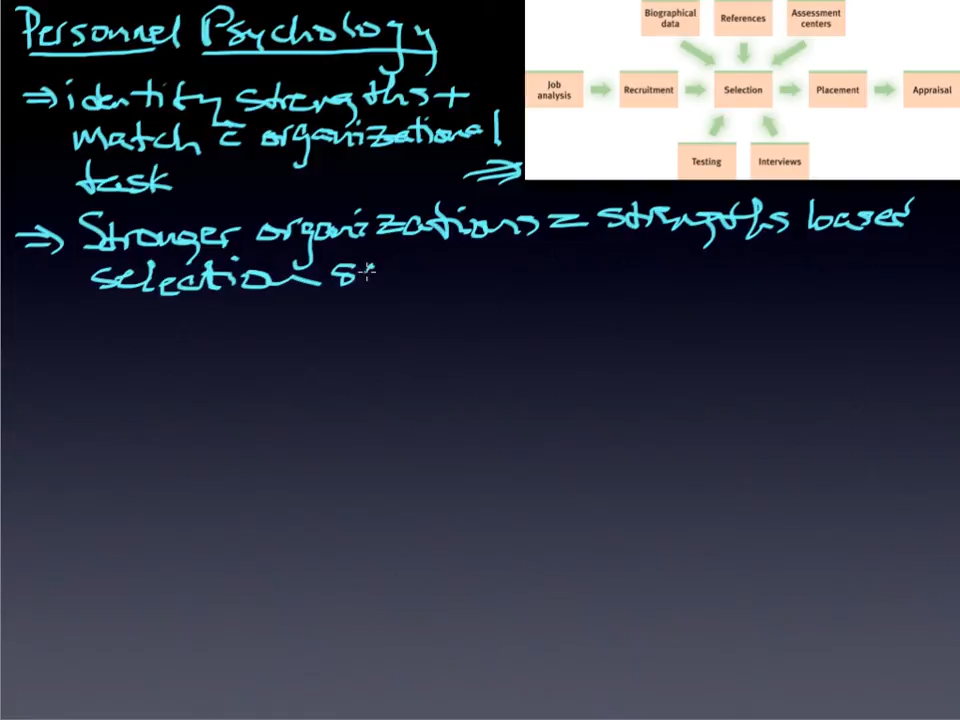 Personnel Psychology
⇒ identify strengths +
match c̄ organizational
task ⇒
⇒ Stronger organizations = strengths based
selection s
Biographical
data
References
Assessment
centers
Job
analysis
Recruitment
Selection
Placement
Appraisal
Testing
Interviews